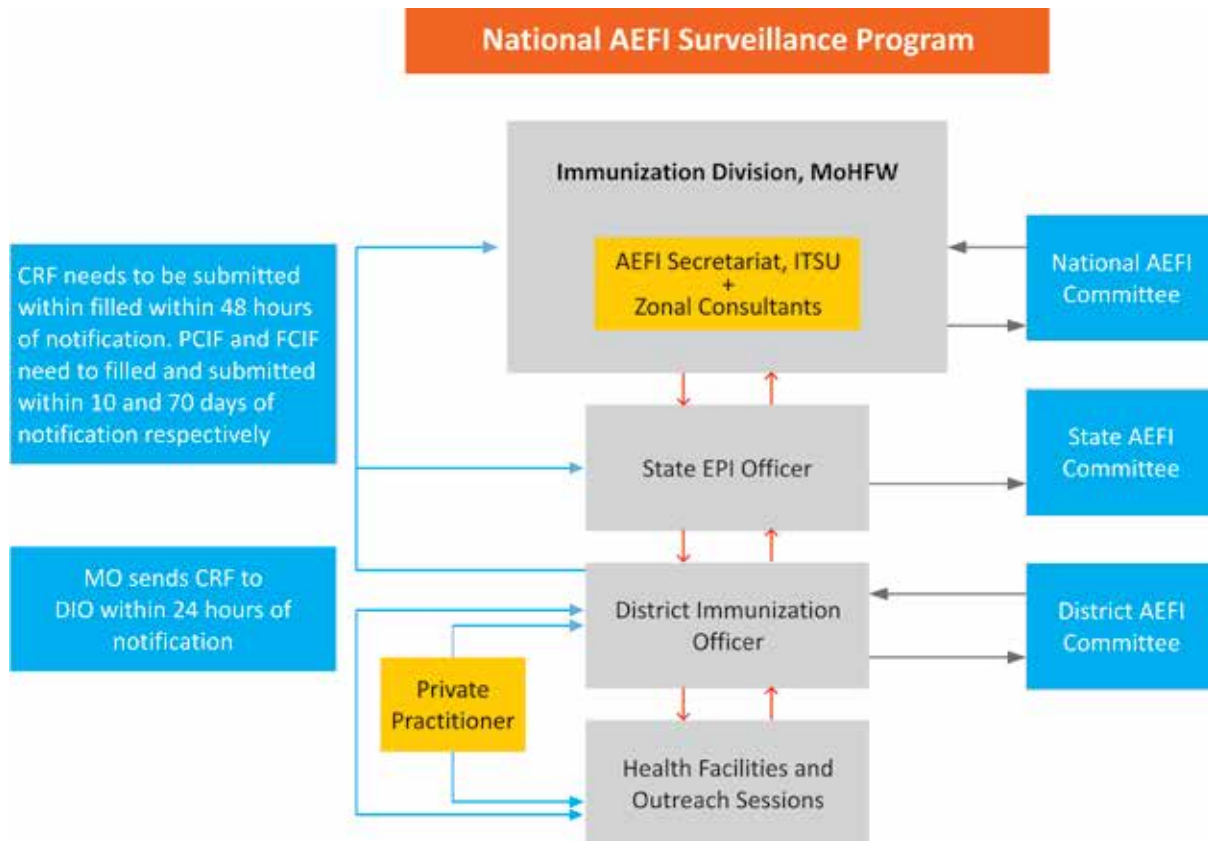 National AEFI Surveillance Program
Immunization Division, MoHFW
AEFI Secretariat, ITSU
+
Zonal Consultants
National AEFI
Committee
CRF needs to be submitted
within filled within 48 hours
of notification. PCIF and FCIF
need to filled and submitted
within 10 and 70 days of
notification respectively
State EPI Officer
State AEFI
Committee
MO sends CRF to
DIO within 24 hours of
notification
District Immunization
Officer
District AEFI
Committee
Private
Practitioner
Health Facilities and
Outreach Sessions